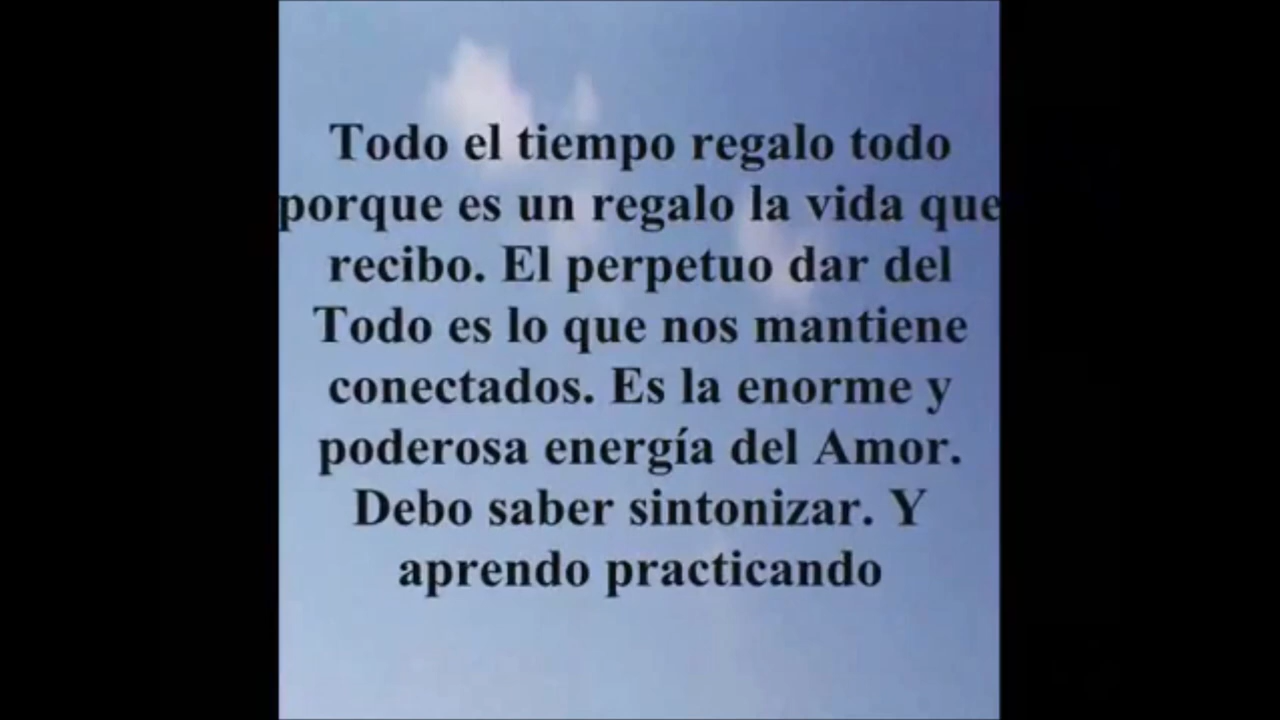 Todo el tiempo regalo todo
porque es un regalo la vida que
recibo. El perpetuo dar del
Todo es lo que nos mantiene
conectados. Es la enorme y
poderosa energía del Amor.
Debo saber sintonizar. Y
aprendo practicando